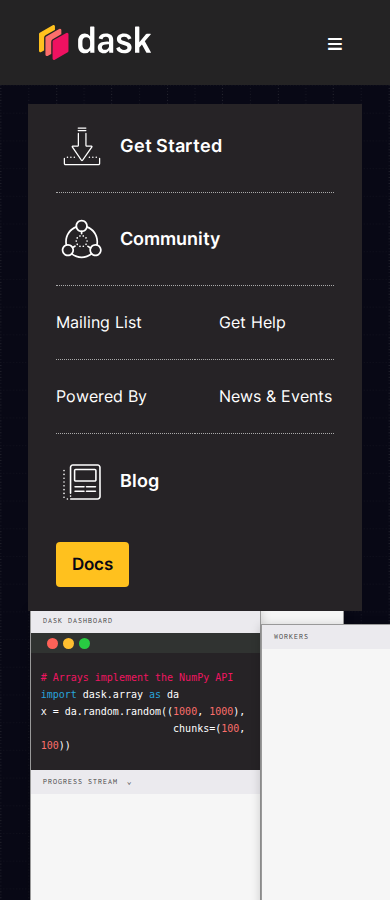 dask
Get Started
Community
Mailing List
Get Help
Powered By
News & Events
Blog
Docs
DASK DASHBOARD
WORKERS
# Arrays implement the NumPy API
import dask.array as da
x = da.random.random((1000, 1000),
chunks=(100,
100))
PROGRESS STREAM